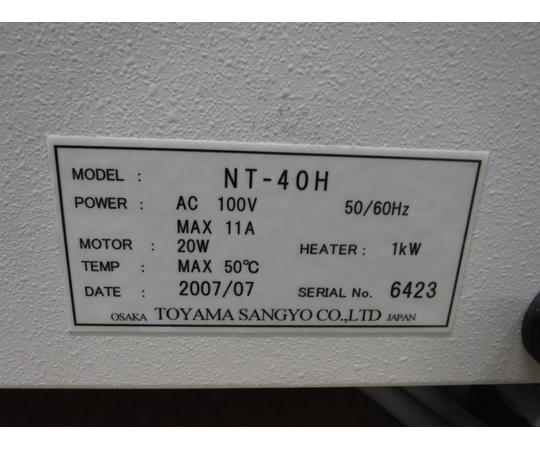 MODEL : NT-40H
POWER : AC 100V 50/60Hz
MAX 11A
MOTOR : 20W HEATER : 1kW
TEMP : MAX 50℃
DATE : 2007/07 SERIAL No. 6423
OSAKA TOYAMA SANGYO CO.,LTD JAPAN